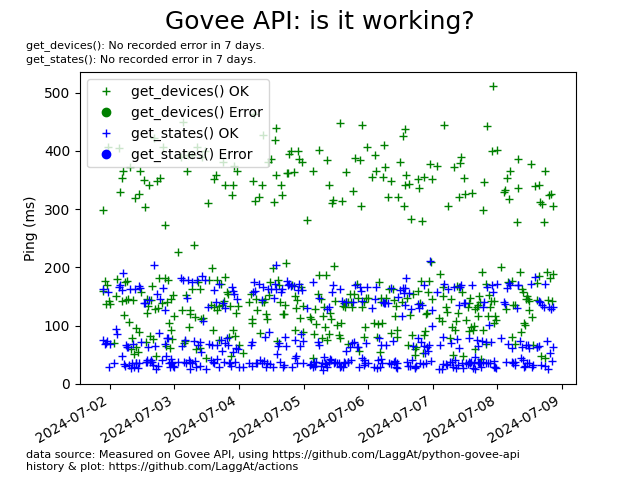 Govee API: is it working?
get_devices(): No recorded error in 7 days.
get_states(): No recorded error in 7 days.
get_devices() OK
get_devices() Error
get_states() OK
get_states() Error
Ping (ms)
500
400
300
200
100
0
2024-07-02
2024-07-03
2024-07-04
2024-07-05
2024-07-06
2024-07-07
2024-07-08
2024-07-09
data source: Measured on Govee API, using https://github.com/LaggAt/python-govee-api
history & plot: https://github.com/LaggAt/actions